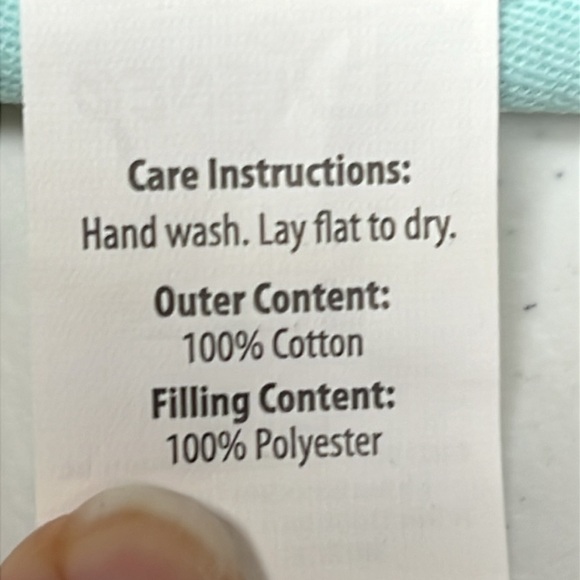 Care Instructions:
Hand wash. Lay flat to dry.
Outer Content:
100% Cotton
Filling Content:
100% Polyester